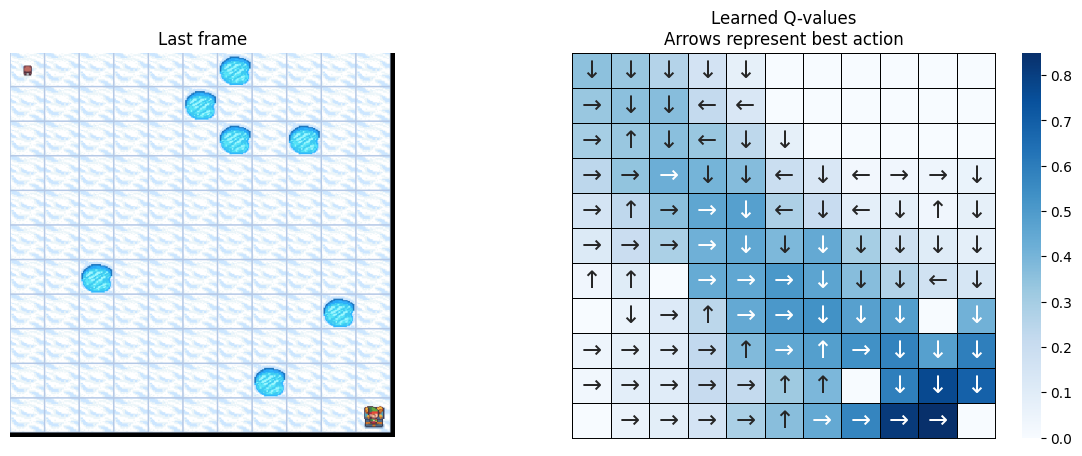 Last frame
Learned Q-values
Arrows represent best action
↓ ↓ ↓ ↓ ↓
→ ↓ ↓ ← ←
→ ↑ ↓ ← ↓ ↓
→ → → ↓ ↓ ← ↓ ← → → ↓
→ ↑ → → ↓ ← ↓ ← ↓ ↑ ↓
→ → → → ↓ ↓ ↓ ↓ ↓ ↓ ↓
↑ ↑ → → → ↓ ↓ ↓ ← ↓
↓ → ↑ → → ↓ ↓ ↓ ↓
→ → → → ↑ → ↑ → ↓ ↓ ↓
→ → → → → ↑ ↑ ↓ ↓ ↓
→ → → → ↑ → → → →
0.8
0.7
0.6
0.5
0.4
0.3
0.2
0.1
0.0